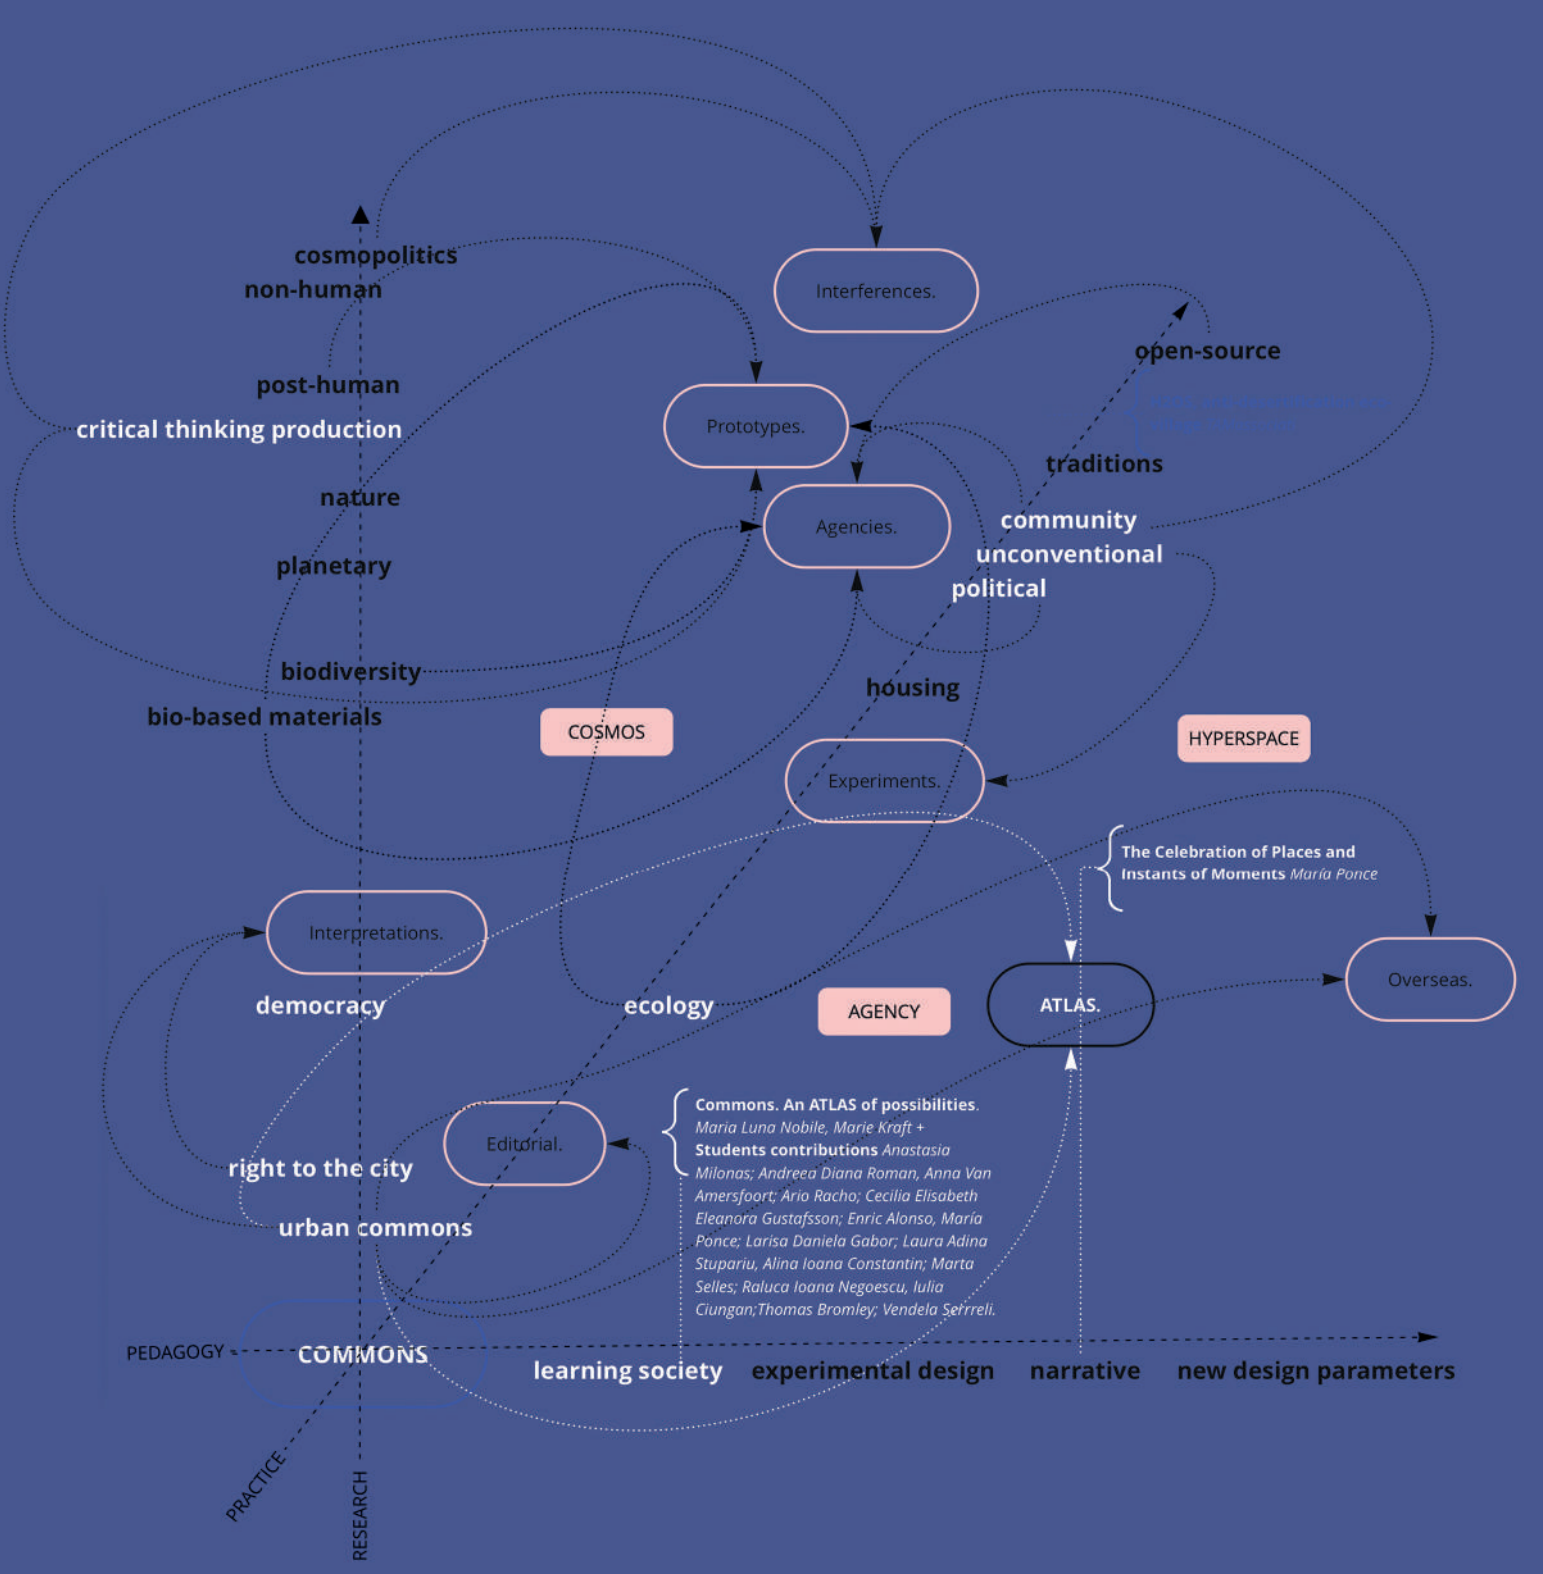 cosmopolitics
non-human
Interferences.
open-source
post-human
critical thinking production
Prototypes.
traditions
nature
community
Agencies.
unconventional
planetary
political
biodiversity
housing
bio-based materials
COSMOS
HYPERSPACE
Experiments.
The Celebration of Places and
Instants of Moments María Ponce
Interpretations.
Overseas.
democracy
ecology
AGENCY
ATLAS.
Commons. An ATLAS of possibilities.
Maria Luna Nobile, Marie Kraft +
Students contributions Anastasia
Milonas; Andreea Diana Roman, Anna Van
Amersfoort; Ario Racho; Cecilia Elisabeth
Eleanora Gustafsson; Enric Alonso, María
Ponce; Larisa Daniela Gabor; Laura Adina
Stupariu, Alina Ioana Constantin; Marta
Selles; Raluca Ioana Negoescu, Iulia
Ciungan;Thomas Bromley; Vendela Serrreli.
Editorial.
right to the city
urban commons
PEDAGOGY
COMMONS
learning society
experimental design
narrative
new design parameters
PRACTICE
RESEARCH